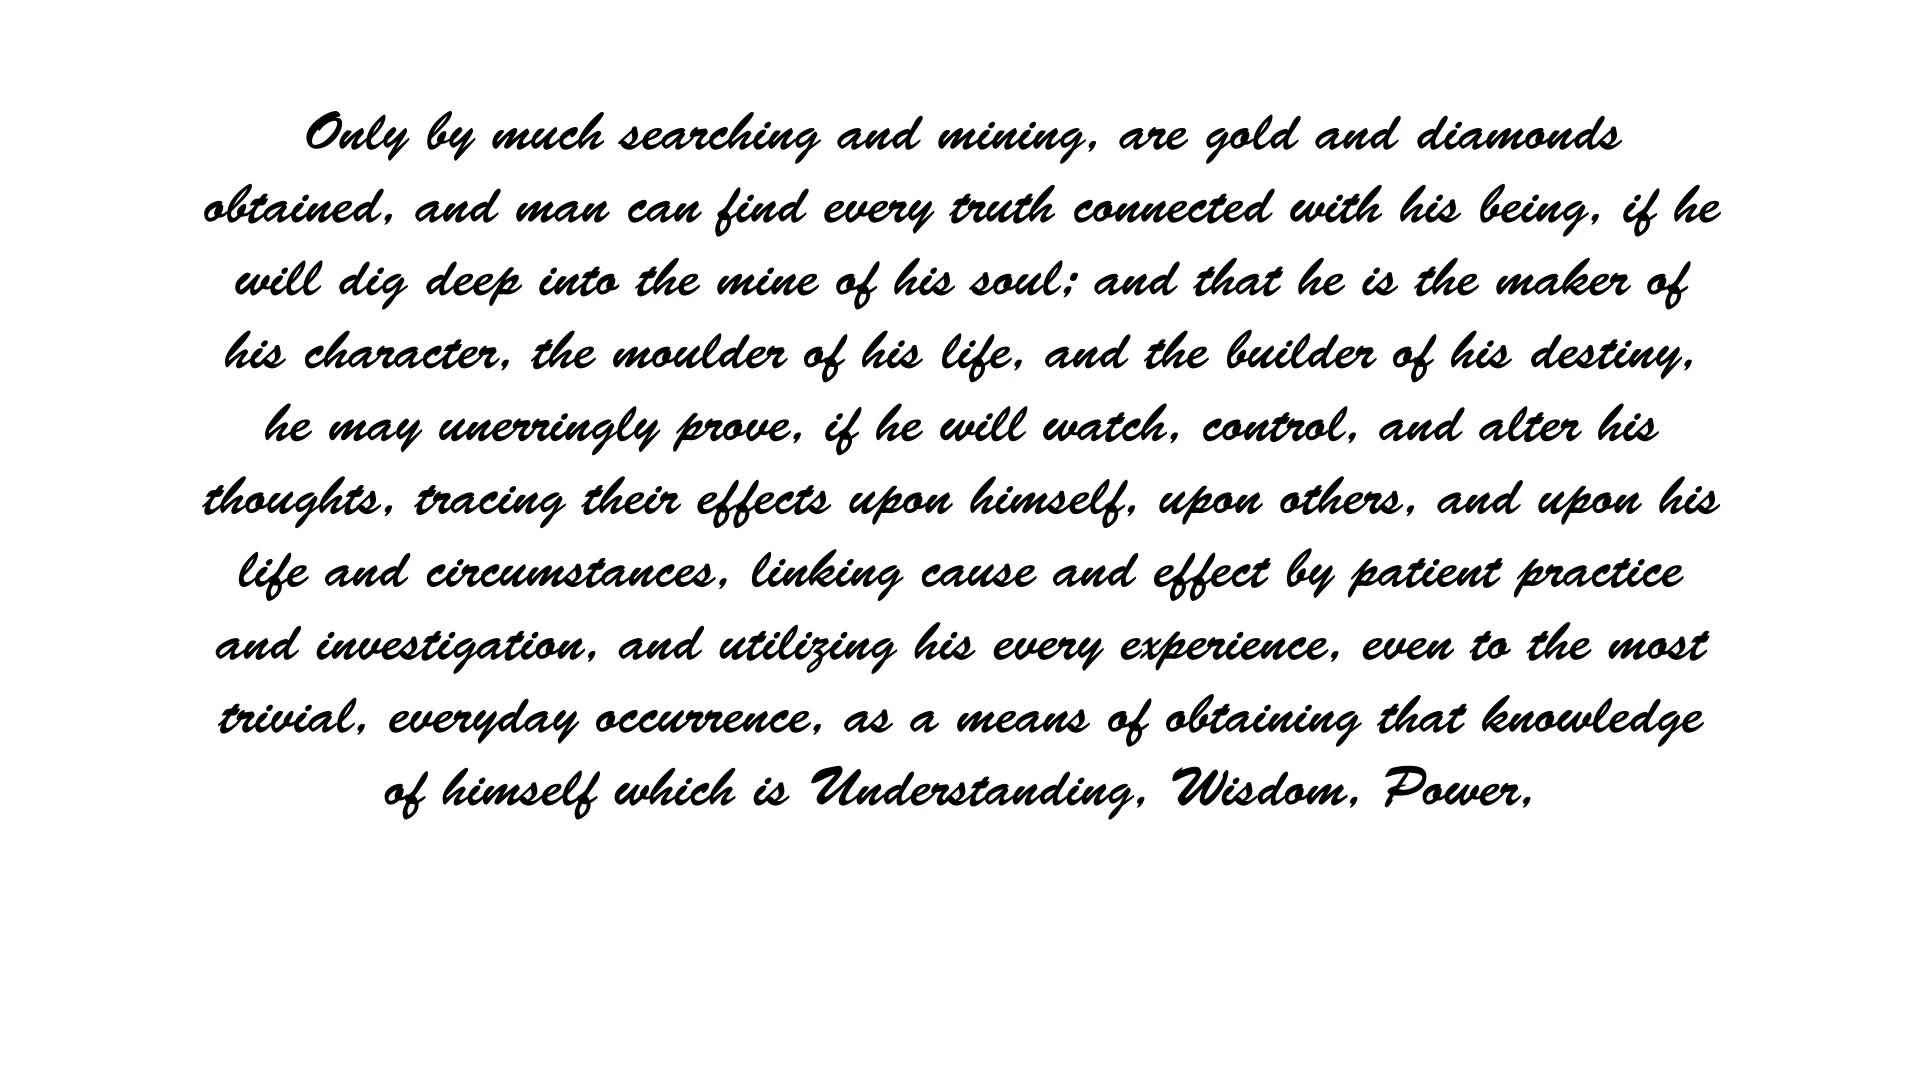 Only by much searching and mining, are gold and diamonds
obtained, and man can find every truth connected with his being, if he
will dig deep into the mine of his soul; and that he is the maker of
his character, the moulder of his life, and the builder of his destiny,
he may unerringly prove, if he will watch, control, and alter his
thoughts, tracing their effects upon himself, upon others, and upon his
life and circumstances, linking cause and effect by patient practice
and investigation, and utilizing his every experience, even to the most
trivial, everyday occurrence, as a means of obtaining that knowledge
of himself which is Understanding, Wisdom, Power,